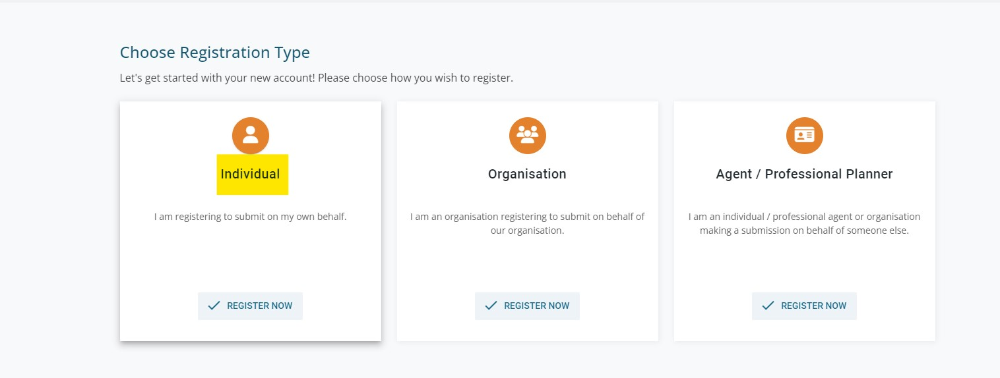 Choose Registration Type
Let's get started with your new account! Please choose how you wish to register.
Individual
I am registering to submit on my own behalf.
REGISTER NOW
Organisation
I am an organisation registering to submit on behalf of
our organisation.
REGISTER NOW
Agent / Professional Planner
I am an individual / professional agent or organisation
making a submission on behalf of someone else.
REGISTER NOW